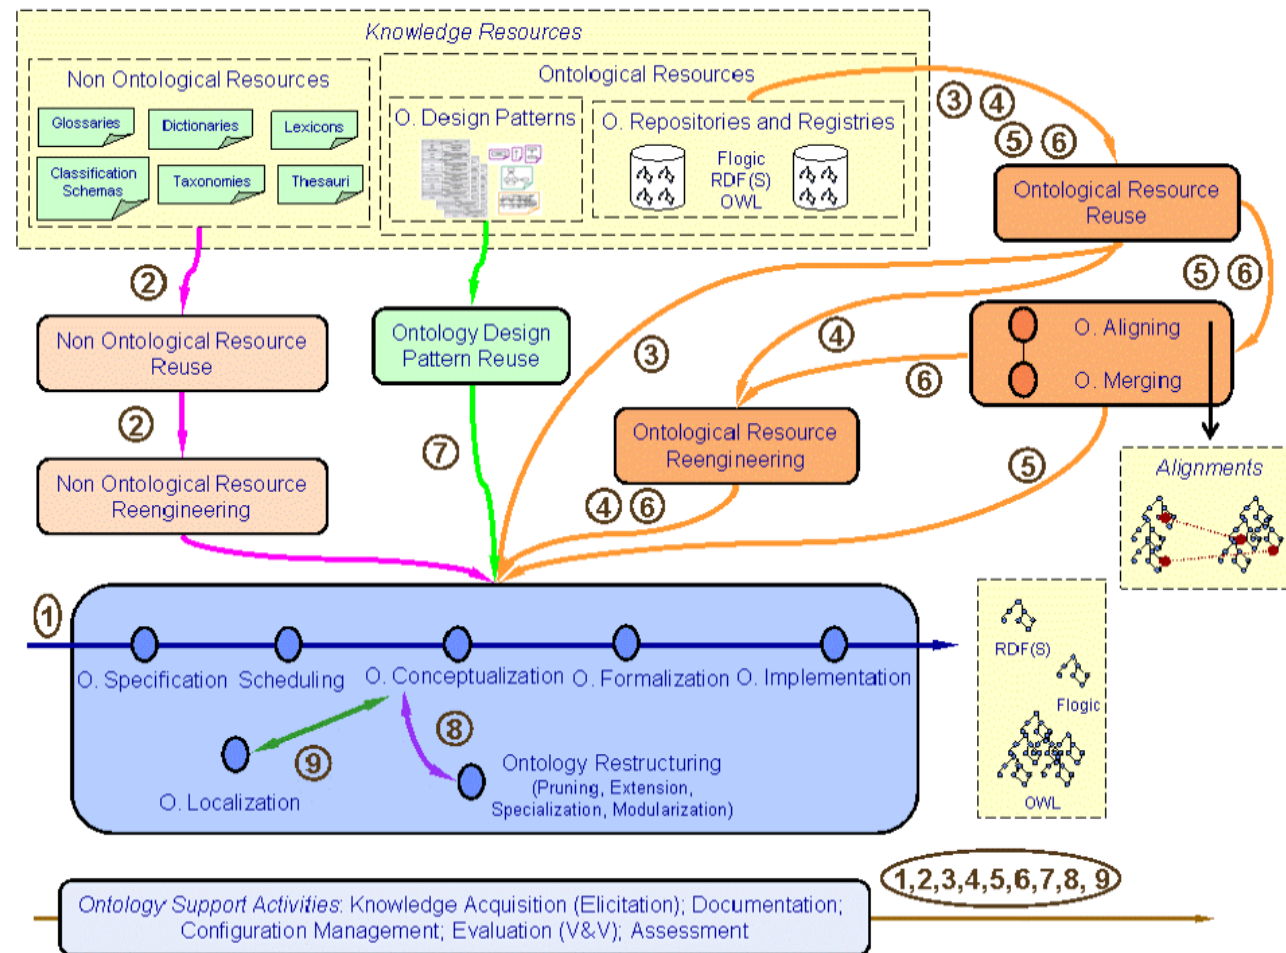 Knowledge Resources
Non Ontological Resources
Glossaries
Dictionaries
Lexicons
Classification
Schemas
Taxonomies
Thesauri
Ontological Resources
O. Design Patterns
O. Repositories and Registries
Flogic
RDF(S)
OWL
3 4
5 6
Ontological Resource
Reuse
2
5 6
Non Ontological Resource
Reuse
Ontology Design
Pattern Reuse
3
4
6
O. Aligning
O. Merging
2
7
Ontological Resource
Reengineering
5
Non Ontological Resource
Reengineering
4 6
Alignments
1
O. Specification
Scheduling
O. Conceptualization
O. Formalization
O. Implementation
9
8
O. Localization
Ontology Restructuring
(Pruning, Extension,
Specialization, Modularization)
RDF(S)
Flogic
OWL
1,2,3,4,5,6,7,8, 9
Ontology Support Activities: Knowledge Acquisition (Elicitation); Documentation;
Configuration Management; Evaluation (V&V); Assessment